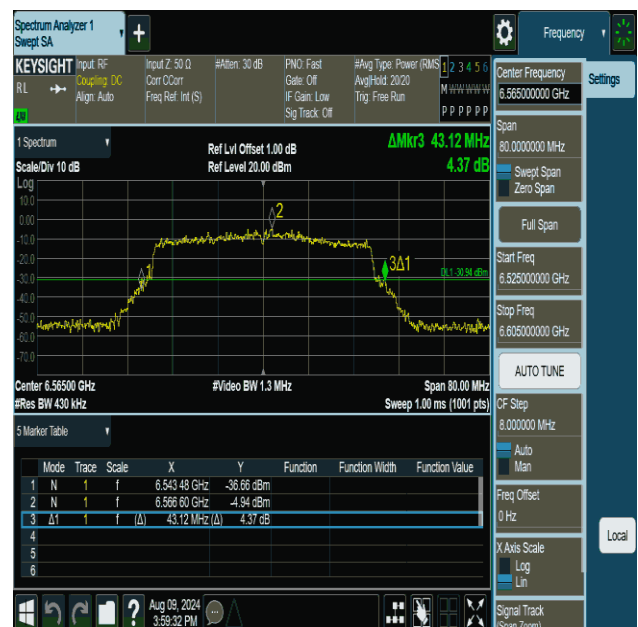 Spectrum Analyzer 1
Swept SA
Frequency
KEYSIGHT
RL
Input: RF
Coupling: DC
Align: Auto
Input Z: 50 Ω
Corr CCorr
Freq Ref: Int (S)
#Atten: 30 dB
PNO: Fast
Gate: Off
IF Gain: Low
Sig Track: Off
#Avg Type: Power (RMS
Avg|Hold: 20/20
Trig: Free Run
1 2 3 4 5 6
M W W W W W
P P P P P P
1 Spectrum
Scale/Div 10 dB
Ref Lvl Offset 1.00 dB
Ref Level 20.00 dBm
ΔMkr3 43.12 MHz
4.37 dB
Log
10.0
0.00
-10.0
-20.0
-30.0
-40.0
-50.0
-60.0
-70.0
1
2
3Δ1
DL1 -30.94 dBm
Center 6.56500 GHz
#Video BW 1.3 MHz
Span 80.00 MHz
#Res BW 430 kHz
Sweep 1.00 ms (1001 pts)
5 Marker Table
Mode Trace Scale X Y Function Function Width Function Value
1 N 1 f 6.543 48 GHz -36.66 dBm
2 N 1 f 6.566 60 GHz -4.94 dBm
3 Δ1 1 f (Δ) 43.12 MHz (Δ) 4.37 dB
4
5
6
Aug 09, 2024
3:59:32 PM
Center Frequency
6.565000000 GHz
Settings
Span
80.0000000 MHz
Swept Span
Zero Span
Full Span
Start Freq
6.525000000 GHz
Stop Freq
6.605000000 GHz
AUTO TUNE
CF Step
8.000000 MHz
Auto
Man
Freq Offset
0 Hz
X Axis Scale
Log
Lin
Local
Signal Track
(Span Zoom)